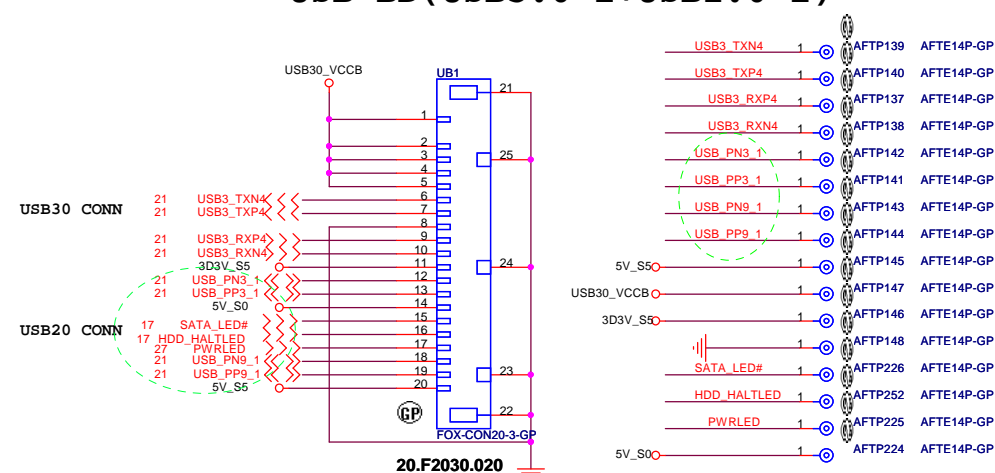 USB30_VCCB
UB1
21
1
2
3
25
4
5
USB30 CONN
21 USB3_TXN4 6
21 USB3_TXP4 7
8
21 USB3_RXP4 9
21 USB3_RXN4 10
3D3V_S5 11
24
21 USB_PN3_1 12
21 USB_PP3_1 13
5V_S0 14
USB20 CONN
17 SATA_LED# 15
17 HDD_HALTLED 16
27 PWRLED 17
21 USB_PN9_1 18
21 USB_PP9_1 19
23
5V_S5 20
GP
22
FOX-CON20-3-GP
20.F2030.020
USB3_TXN4 1 AFTP139 AFTE14P-GP
USB3_TXP4 1 AFTP140 AFTE14P-GP
USB3_RXP4 1 AFTP137 AFTE14P-GP
USB3_RXN4 1 AFTP138 AFTE14P-GP
USB_PN3_1 1 AFTP142 AFTE14P-GP
USB_PP3_1 1 AFTP141 AFTE14P-GP
USB_PN9_1 1 AFTP143 AFTE14P-GP
USB_PP9_1 1 AFTP144 AFTE14P-GP
5V_S5 1 AFTP145 AFTE14P-GP
USB30_VCCB 1 AFTP147 AFTE14P-GP
3D3V_S5 1 AFTP146 AFTE14P-GP
1 AFTP148 AFTE14P-GP
SATA_LED# 1 AFTP226 AFTE14P-GP
HDD_HALTLED 1 AFTP252 AFTE14P-GP
PWRLED 1 AFTP225 AFTE14P-GP
5V_S0 1 AFTP224 AFTE14P-GP